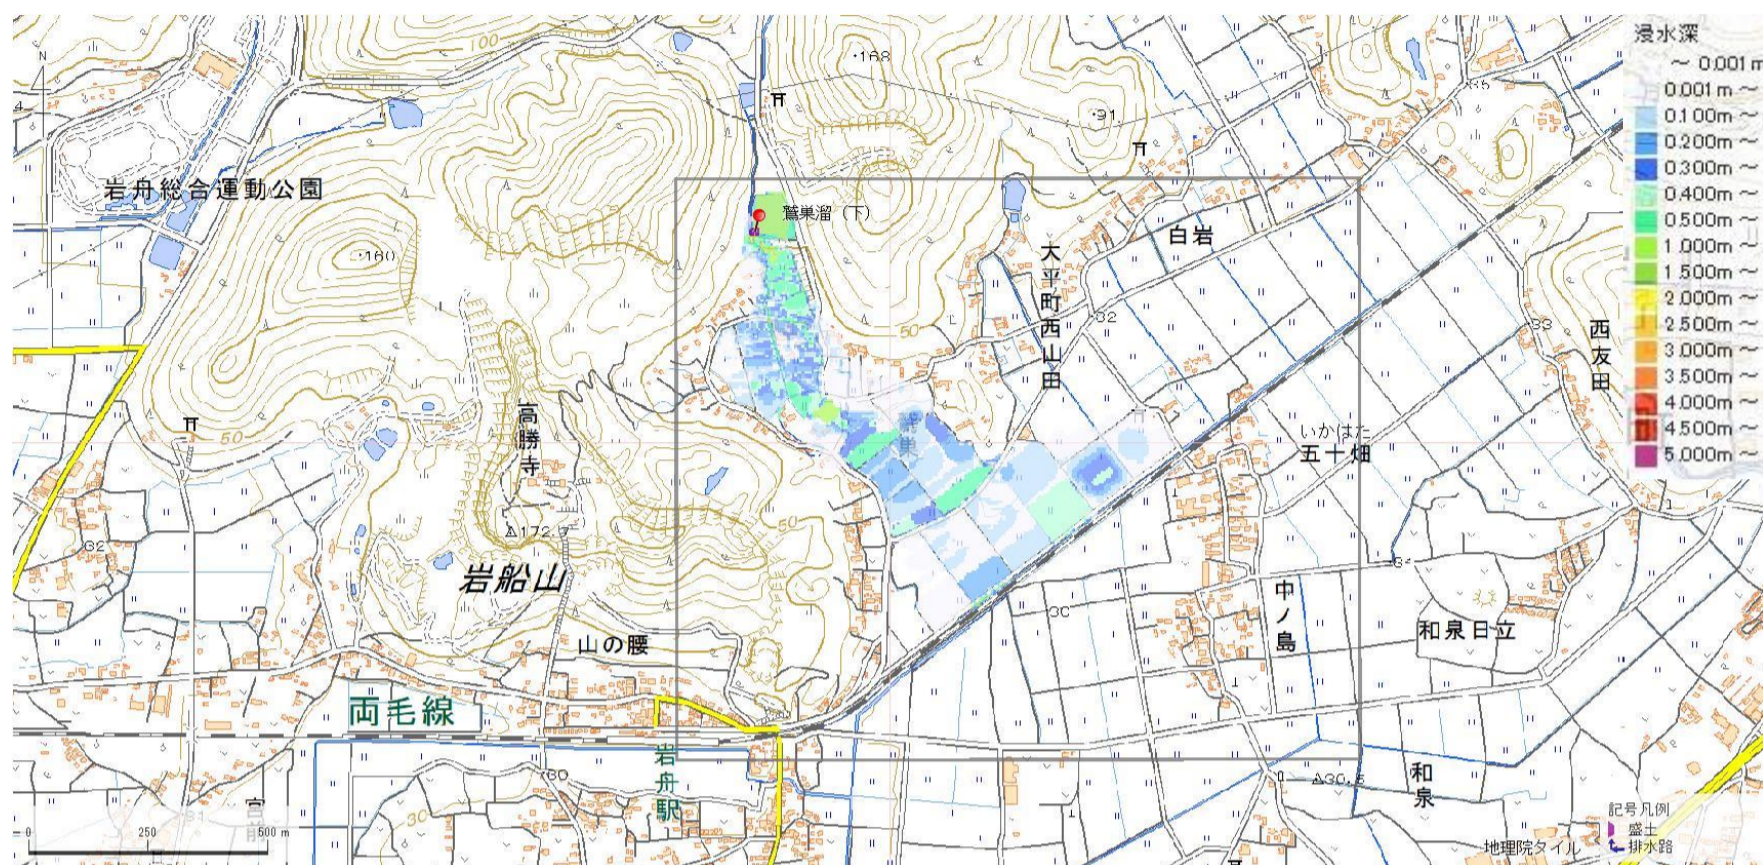 浸水深
～ 0.001 m
0.001 m ～
0.100m ～
0.200m ～
0.300m ～
0.400m ～
0.500m ～
1.000m ～
1.500m ～
2.000m ～
2.500m ～
3.000m ～
3.500m ～
4.000m ～
4.500m ～
5.000m ～
N
100
・168
・91
35
岩舟総合運動公園
鷲巣溜（下）
白岩
大平町西山田
・160
50
32
33
西友田
50
高勝寺
いかはた
五十畑
32
50
△172.7
岩船山
山の腰
30
中ノ島
和泉日立
両毛線
岩舟駅
30
△30.5
和泉
30
0 250 500 m
記号凡例
盛土
排水路
地理院タイル